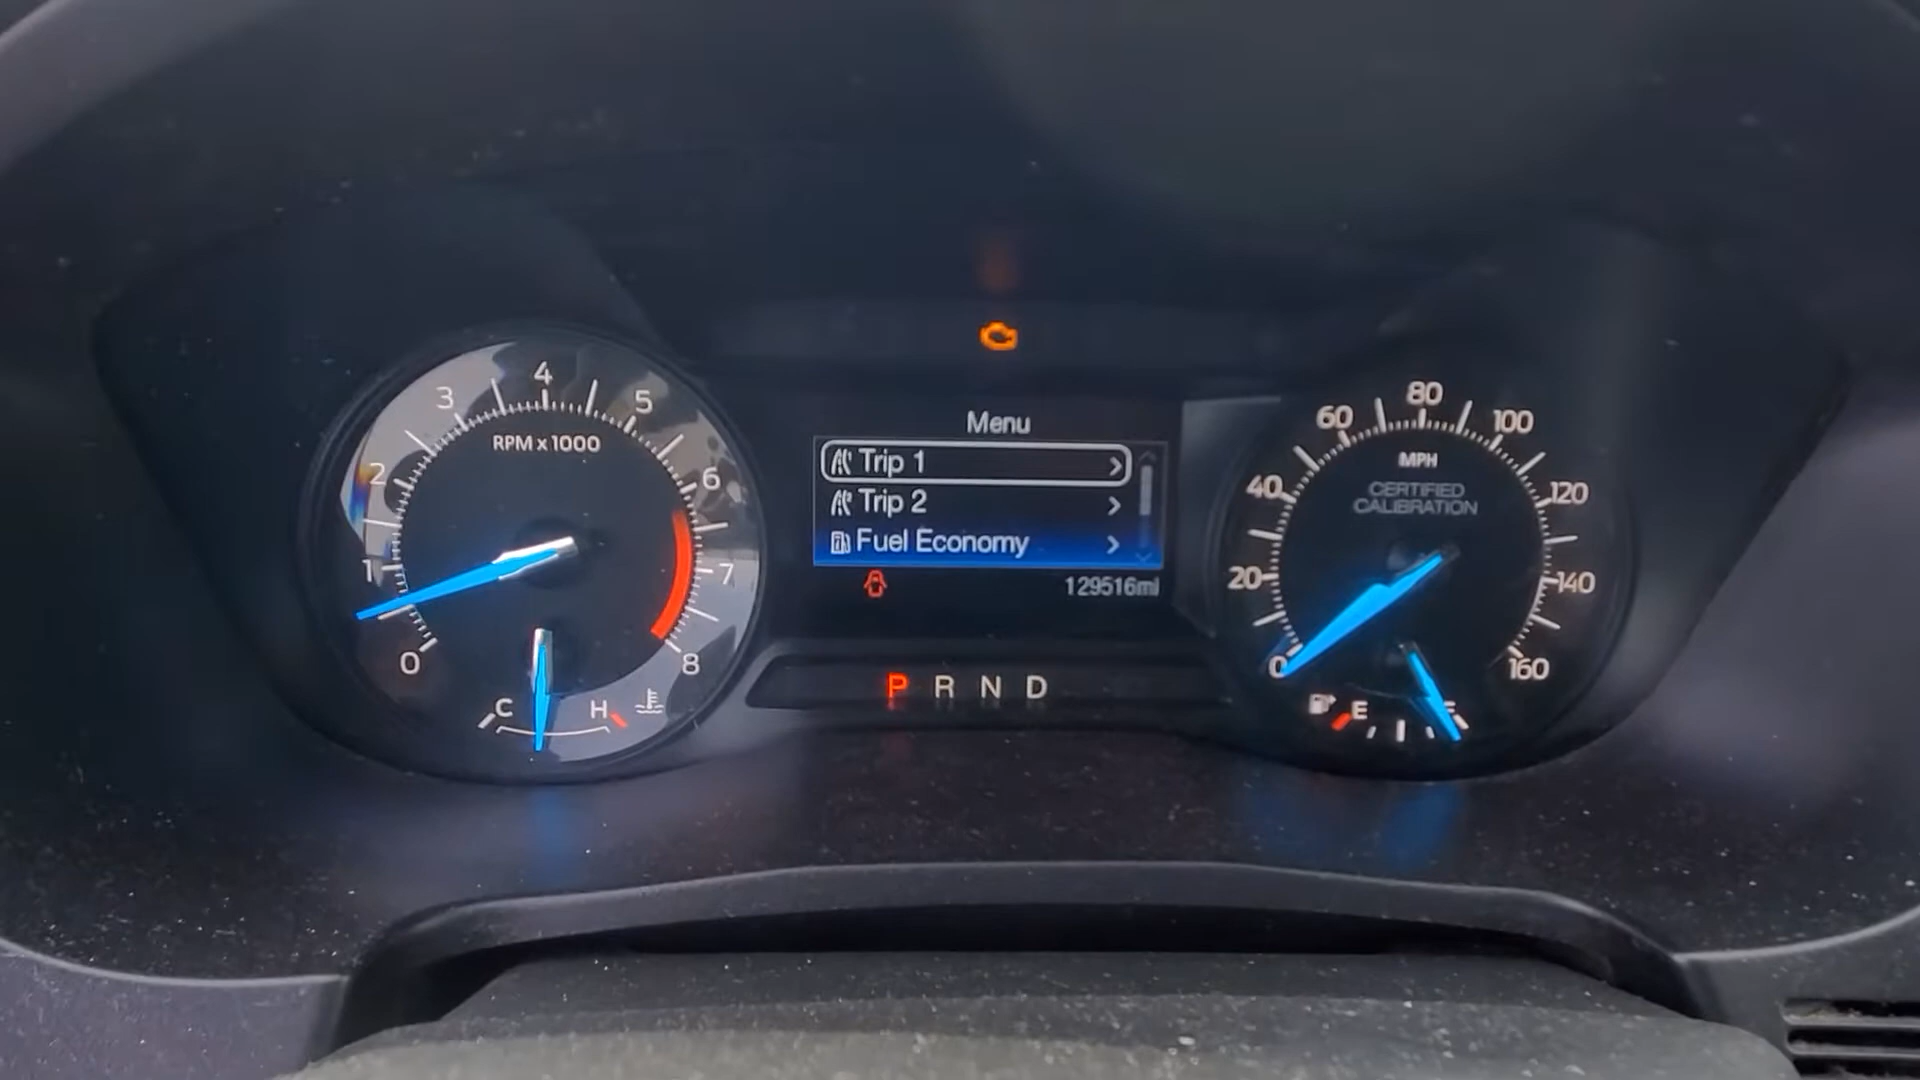 0
1
2
3
4
5
6
7
8
RPM x 1000
C
H
Menu
Trip 1
Trip 2
Fuel Economy
129516mi
P R N D
0
20
40
60
80
100
120
140
160
MPH
CERTIFIED
CALIBRATION
E